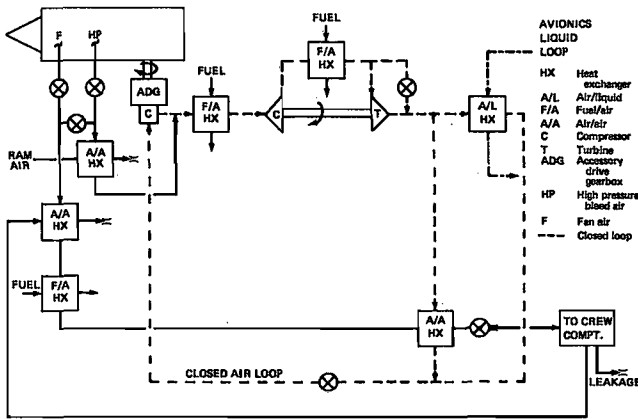 F HP
FUEL
AVIONICS
LIQUID
LOOP
F/A
HX
FUEL
ADG
C
F/A
HX
C
T
A/L
HX
HX Heat
exchanger
A/L Air/liquid
F/A Fuel/air
A/A Air/air
C Compressor
T Turbine
ADG Accessory
drive
gearbox
HP High pressure
bleed air
F Fan air
--- Closed loop
RAM
AIR
A/A
HX
A/A
HX
FUEL
F/A
HX
A/A
HX
TO CREW
COMPT.
CLOSED AIR LOOP
LEAKAGE